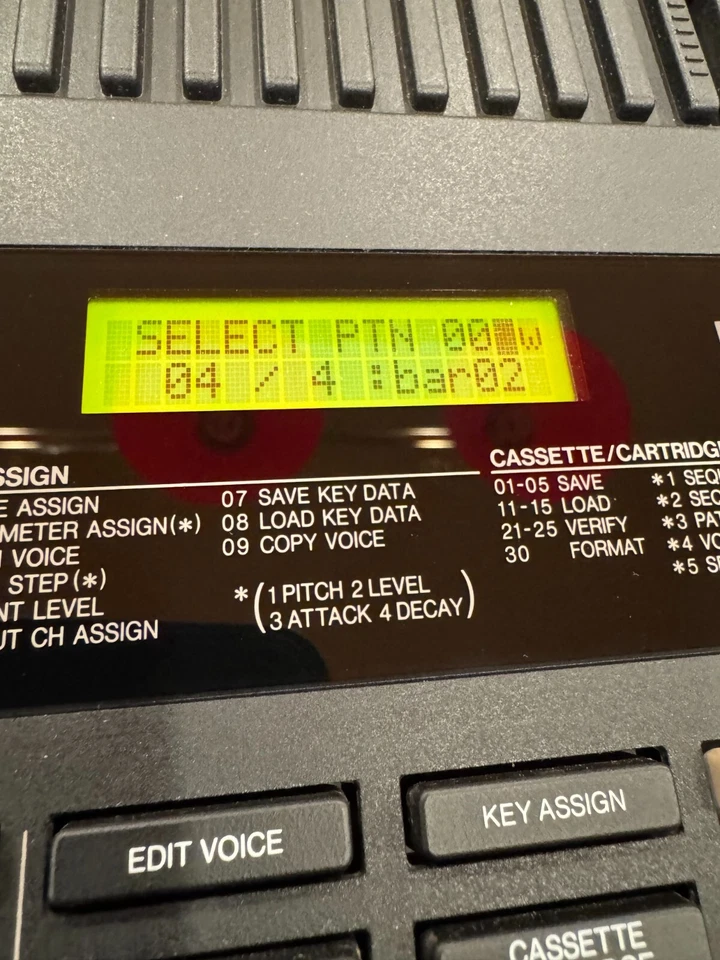 SELECT PTN 00 w
04 / 4 :bar02
SSIGN
E ASSIGN
METER ASSIGN(*)
VOICE
STEP(*)
NT LEVEL
UT CH ASSIGN
07 SAVE KEY DATA
08 LOAD KEY DATA
09 COPY VOICE
*(1 PITCH 2 LEVEL
3 ATTACK 4 DECAY)
CASSETTE/CARTRIDG
01-05 SAVE
11-15 LOAD
21-25 VERIFY
30 FORMAT
*1 SEQ
*2 SEQ
*3 PA
*4 VO
*5 S
EDIT VOICE
KEY ASSIGN
CASSETTE